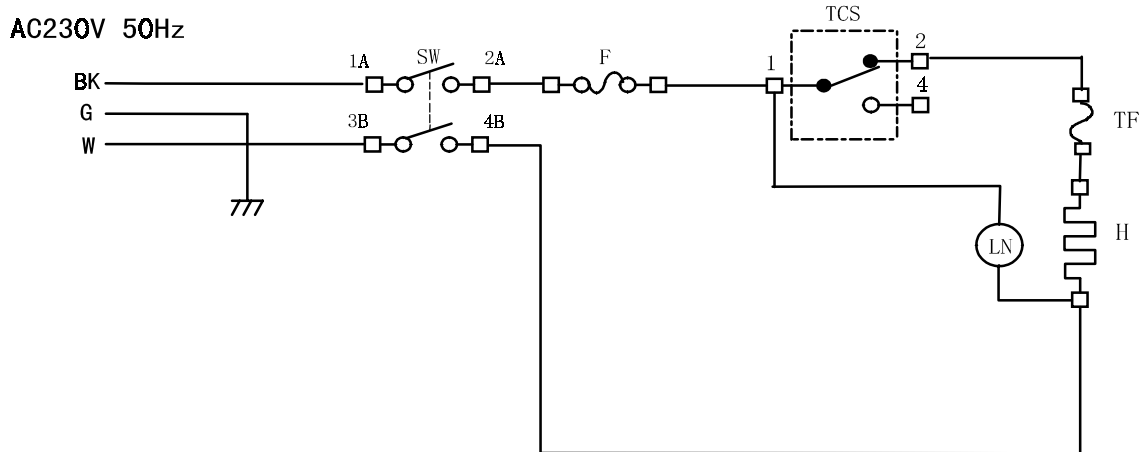 AC230V 50Hz
TCS
1A SW 2A F 1 2
BK
4
G
3B 4B TF
W
H
LN